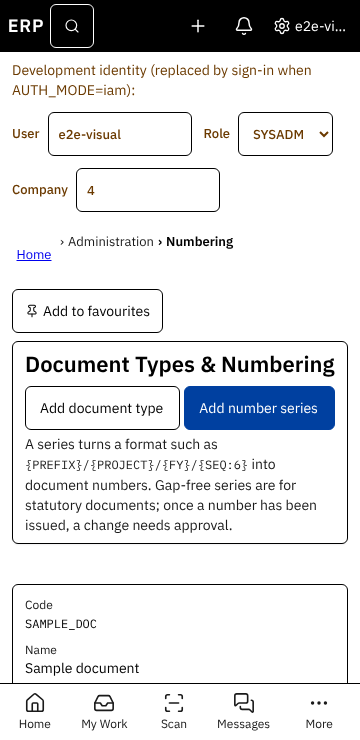 ERP
e2e-vi...
Development identity (replaced by sign-in when
AUTH_MODE=iam):
User e2e-visual Role SYSADM
Company 4
Home › Administration › Numbering
Add to favourites
Document Types & Numbering
Add document type Add number series
A series turns a format such as
{PREFIX}/{PROJECT}/{FY}/{SEQ:6} into
document numbers. Gap-free series are for
statutory documents; once a number has been
issued, a change needs approval.
Code
SAMPLE_DOC
Name
Sample document
Home My Work Scan Messages More